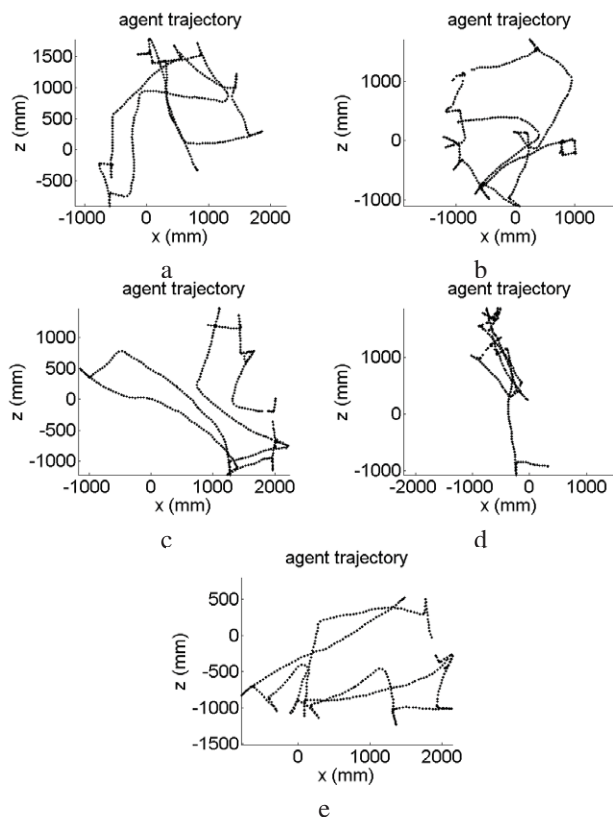 agent trajectory
1500
1000
500
0
-500
z (mm)
-1000 0 1000 2000
x (mm)
a
agent trajectory
1000
0
-1000
z (mm)
-1000 0 1000
x (mm)
b
agent trajectory
1000
500
0
-500
-1000
z (mm)
-1000 0 1000 2000
x (mm)
c
agent trajectory
1000
0
-1000
z (mm)
-2000 -1000 0 1000
x (mm)
d
agent trajectory
500
0
-500
-1000
-1500
z (mm)
0 1000 2000
x (mm)
e